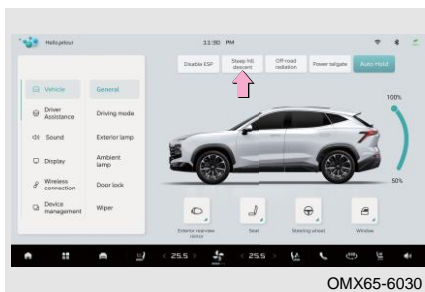 Hellojetour
11:30 PM
Disable ESP
Steep hill
descent
Off-road
radiation
Power tailgate
Auto Hold
Vehicle
General
100%
Driver
Assistance
Driving mode
Sound
Exterior lamp
Display
Ambient
lamp
Wireless
connection
Door lock
50%
Device
management
Wiper
Exterior rearview
mirror
Seat
Steering wheel
Window
25.5
25.5
OMX65-6030